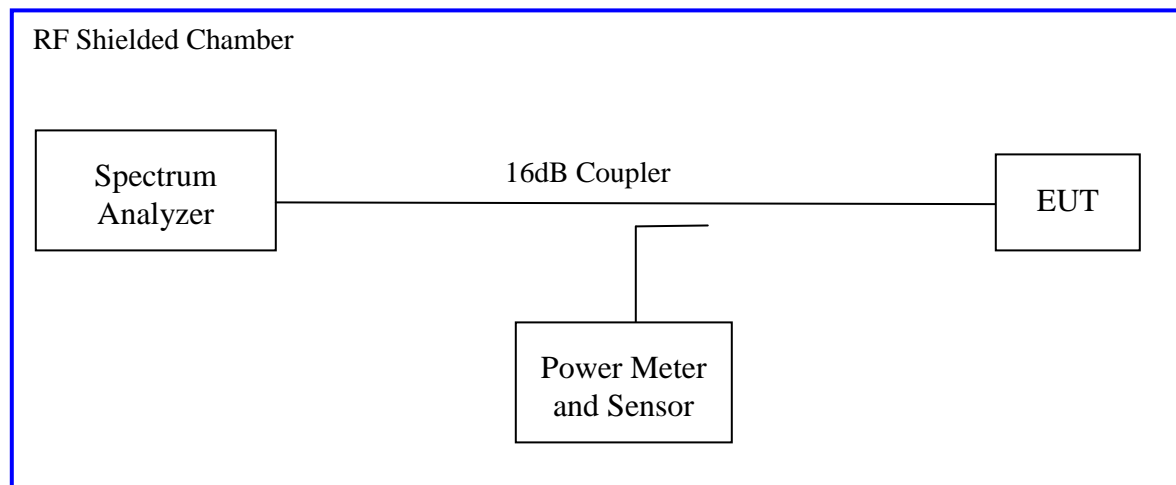 RF Shielded Chamber
Spectrum
Analyzer
16dB Coupler
EUT
Power Meter
and Sensor